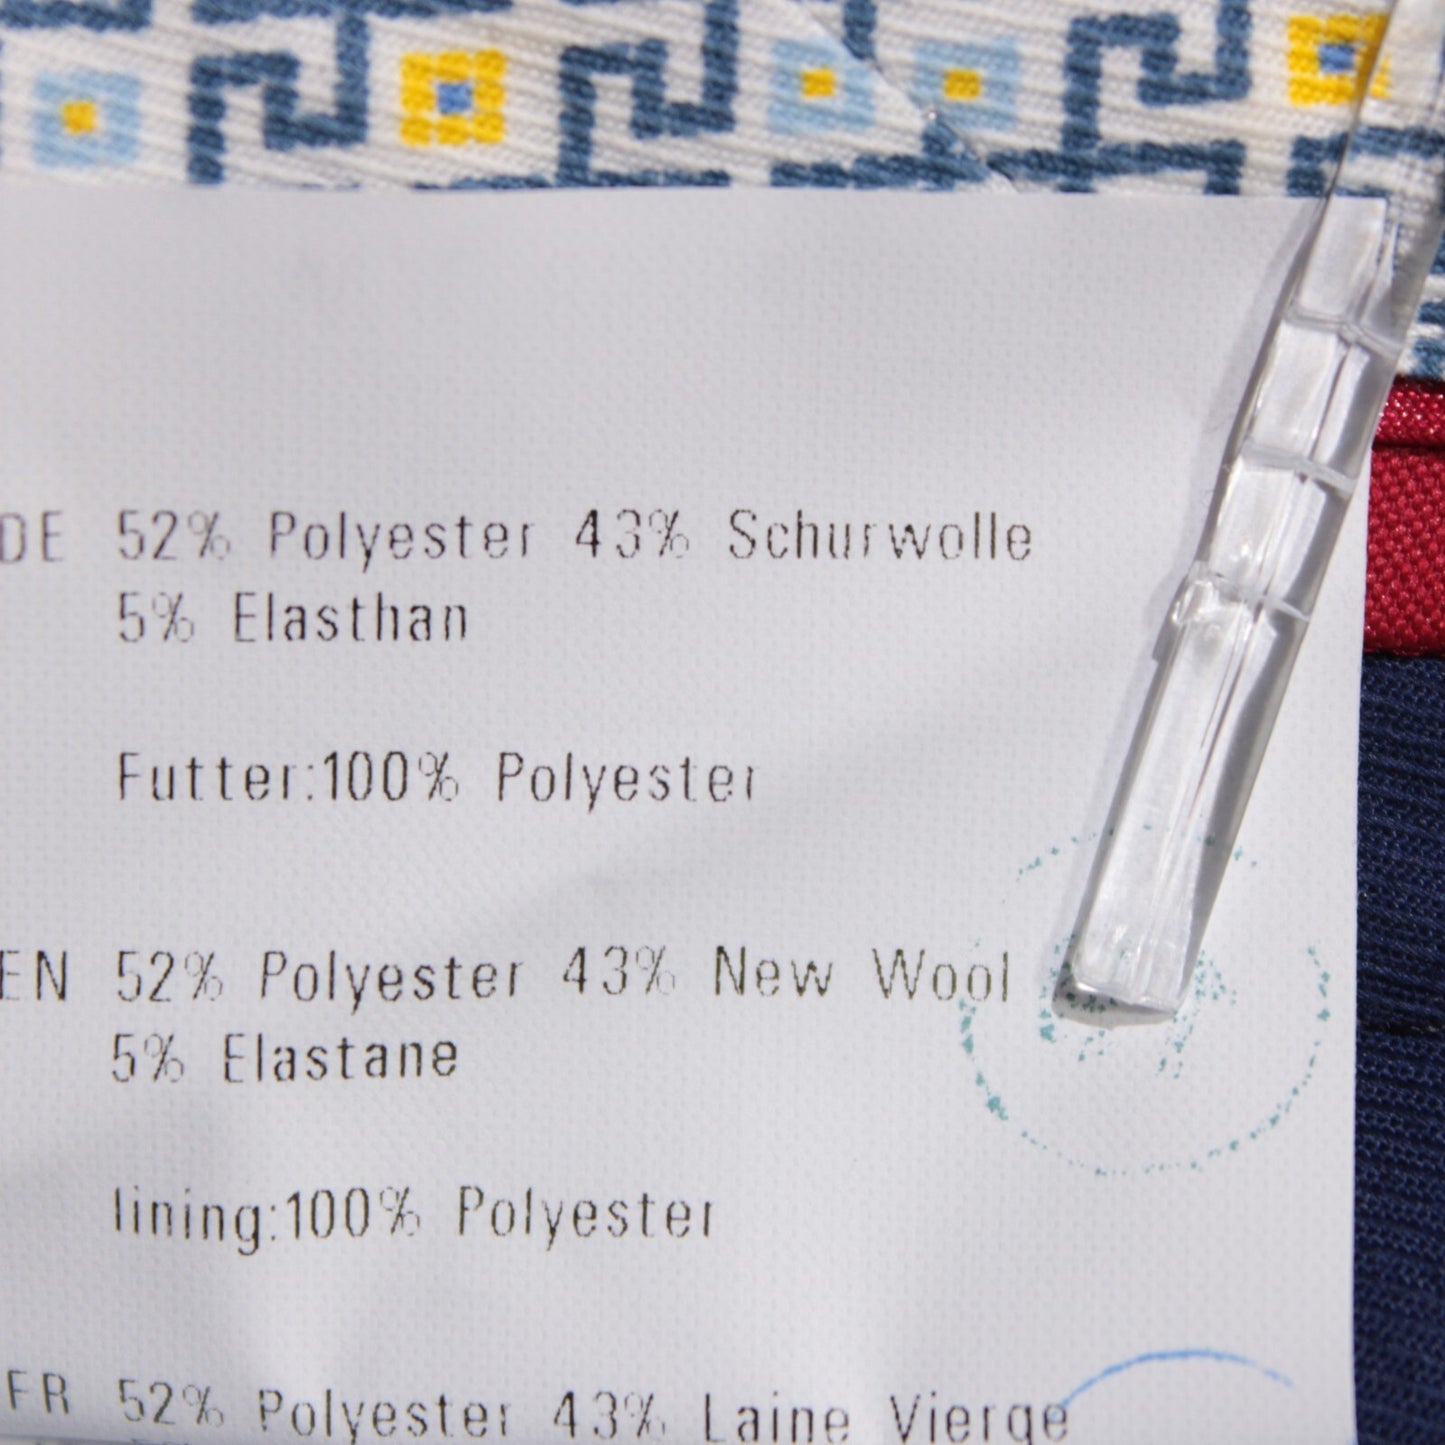 DE 52% Polyester 43% Schurwolle
5% Elasthan
Futter:100% Polyester
EN 52% Polyester 43% New Wool
5% Elastane
lining:100% Polyester
FR 52% Polyester 43% Laine Vierge